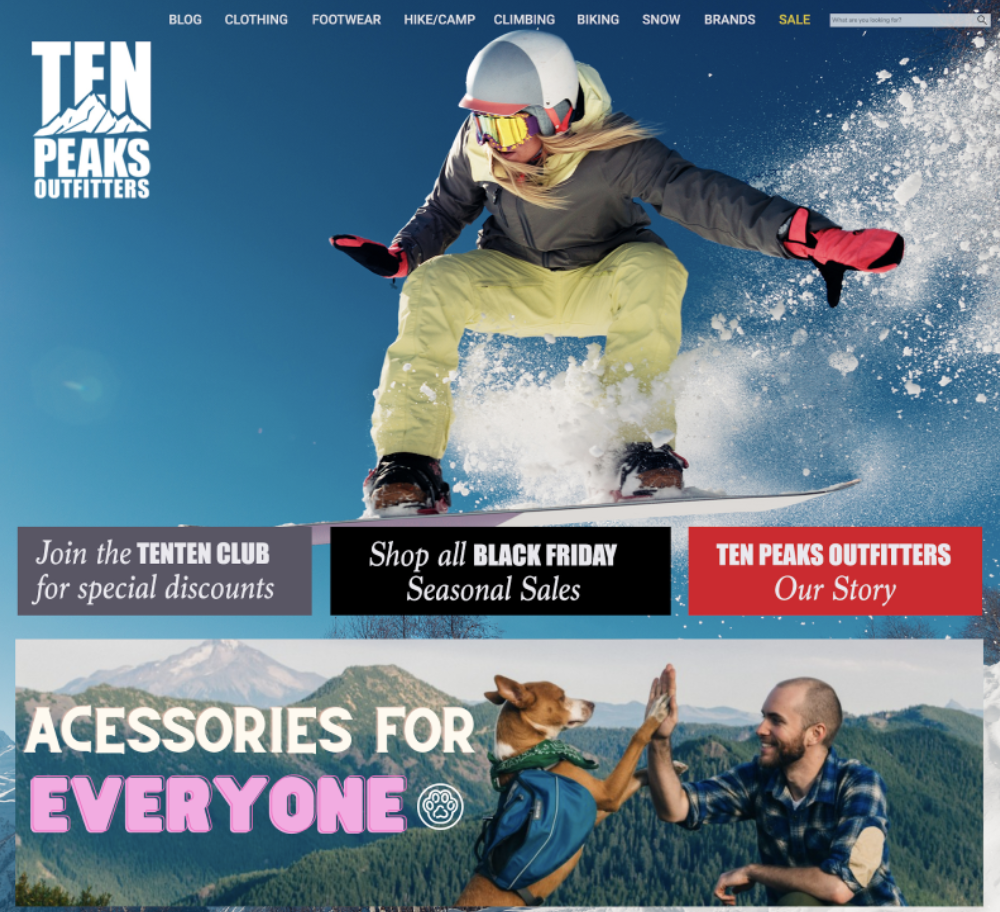 BLOG CLOTHING FOOTWEAR HIKE/CAMP CLIMBING BIKING SNOW BRANDS SALE What are you looking for?
TEN
PEAKS
OUTFITTERS
Join the TENTEN CLUB
for special discounts
Shop all BLACK FRIDAY
Seasonal Sales
TEN PEAKS OUTFITTERS
Our Story
ACESSORIES FOR
EVERYONE